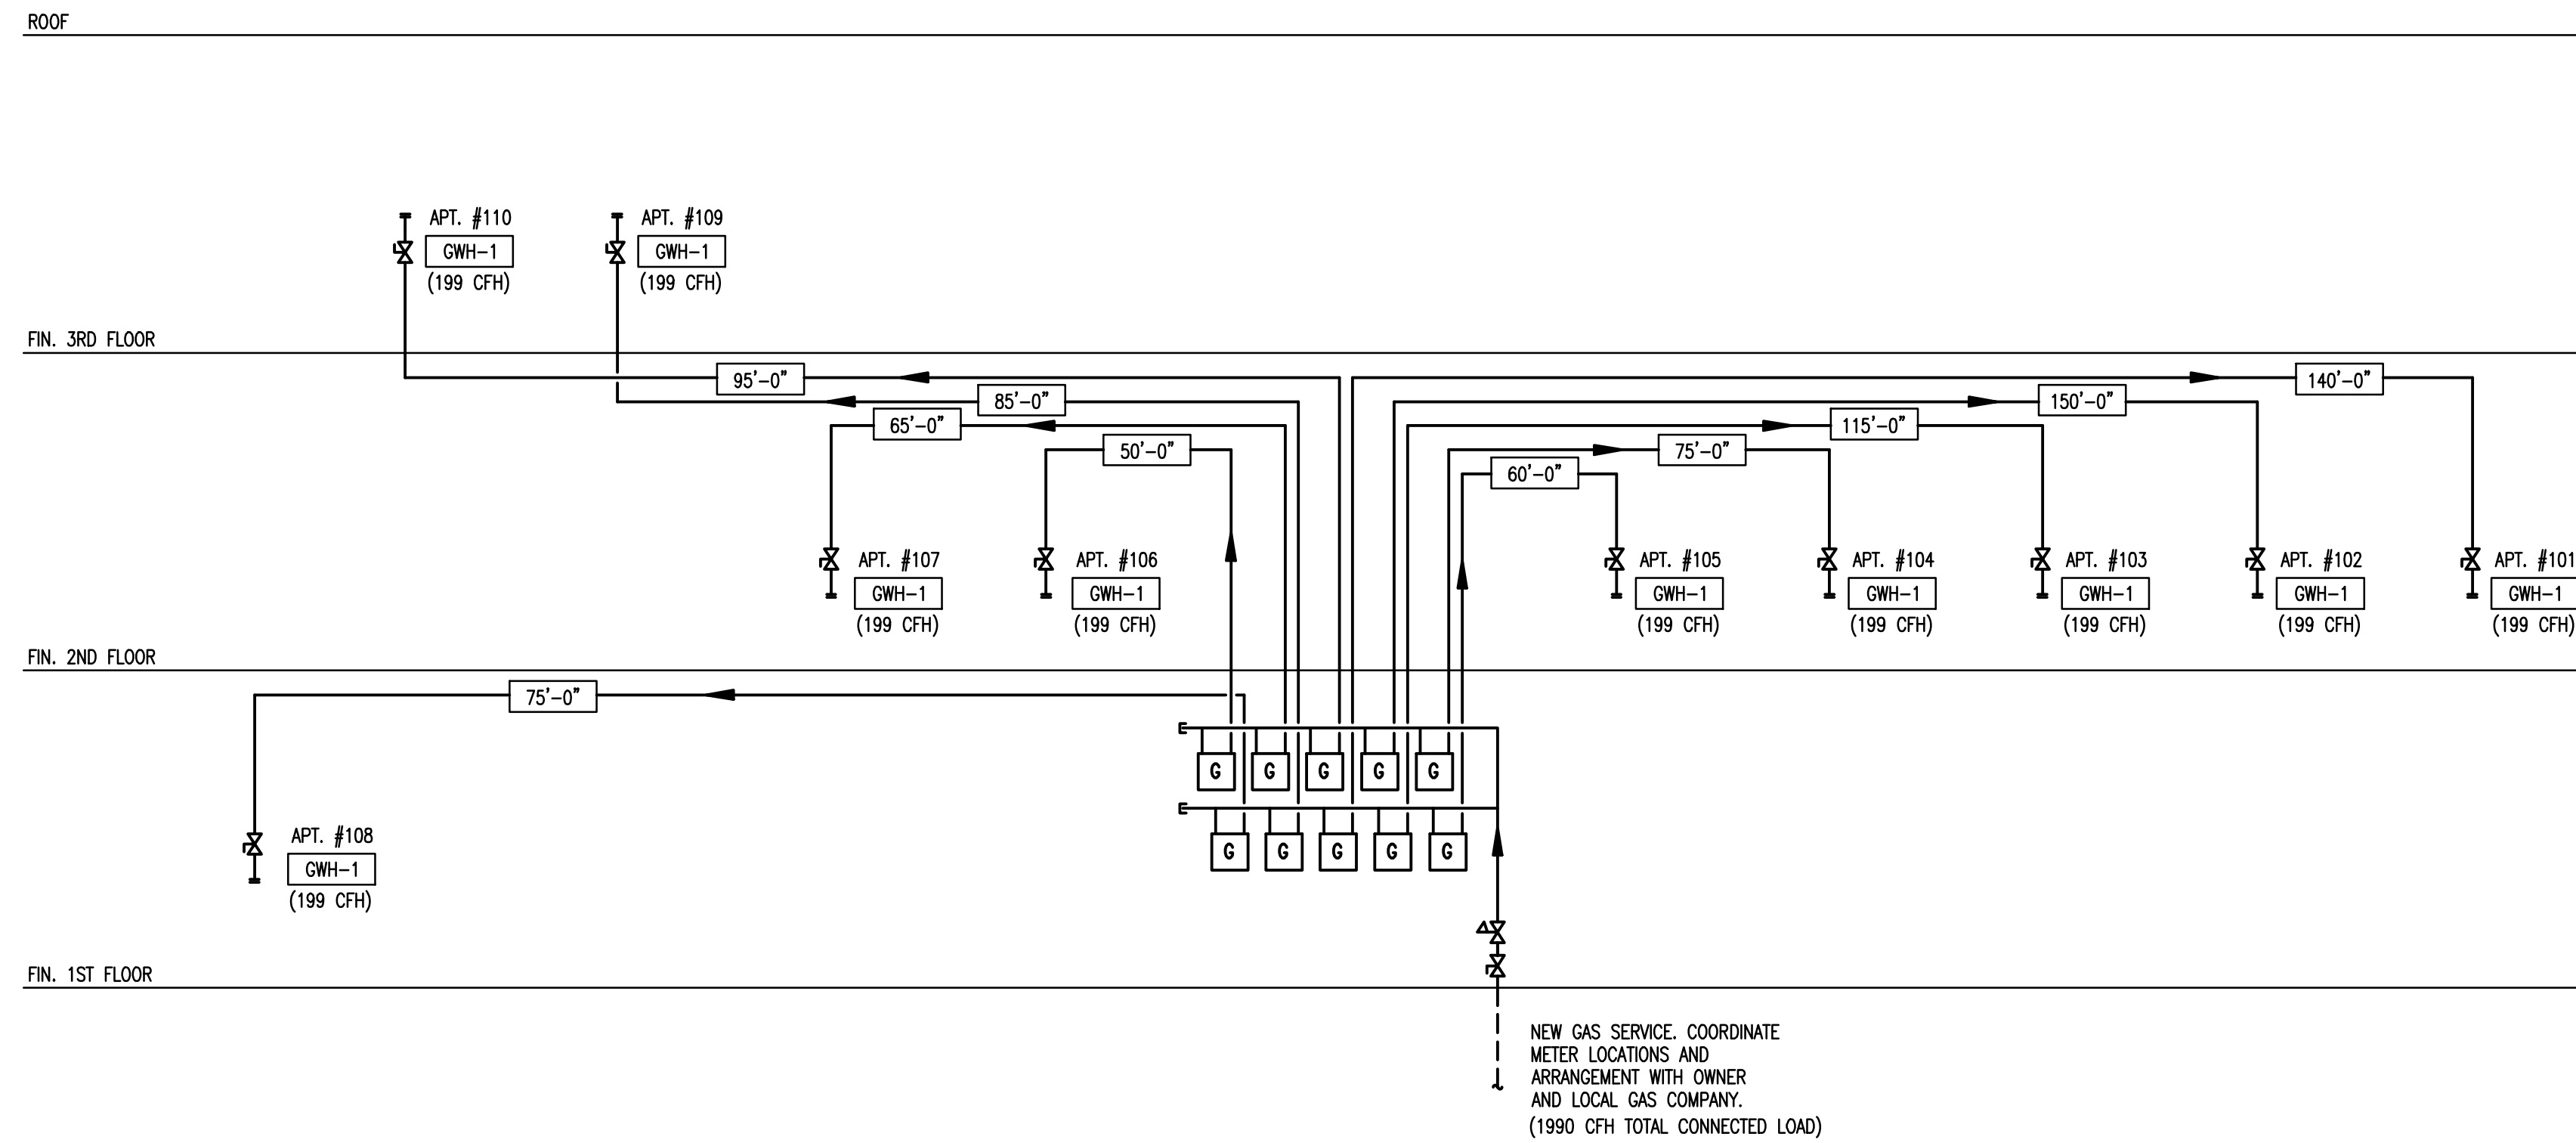 ROOF
APT. #110
GWH-1
(199 CFH)
APT. #109
GWH-1
(199 CFH)
FIN. 3RD FLOOR
95'-0"
140'-0"
85'-0"
150'-0"
65'-0"
115'-0"
50'-0"
75'-0"
60'-0"
APT. #107
GWH-1
(199 CFH)
APT. #106
GWH-1
(199 CFH)
APT. #105
GWH-1
(199 CFH)
APT. #104
GWH-1
(199 CFH)
APT. #103
GWH-1
(199 CFH)
APT. #102
GWH-1
(199 CFH)
APT. #101
GWH-1
(199 CFH)
FIN. 2ND FLOOR
75'-0"
G G G G G
G G G G G
APT. #108
GWH-1
(199 CFH)
FIN. 1ST FLOOR
NEW GAS SERVICE. COORDINATE
METER LOCATIONS AND
ARRANGEMENT WITH OWNER
AND LOCAL GAS COMPANY.
(1990 CFH TOTAL CONNECTED LOAD)